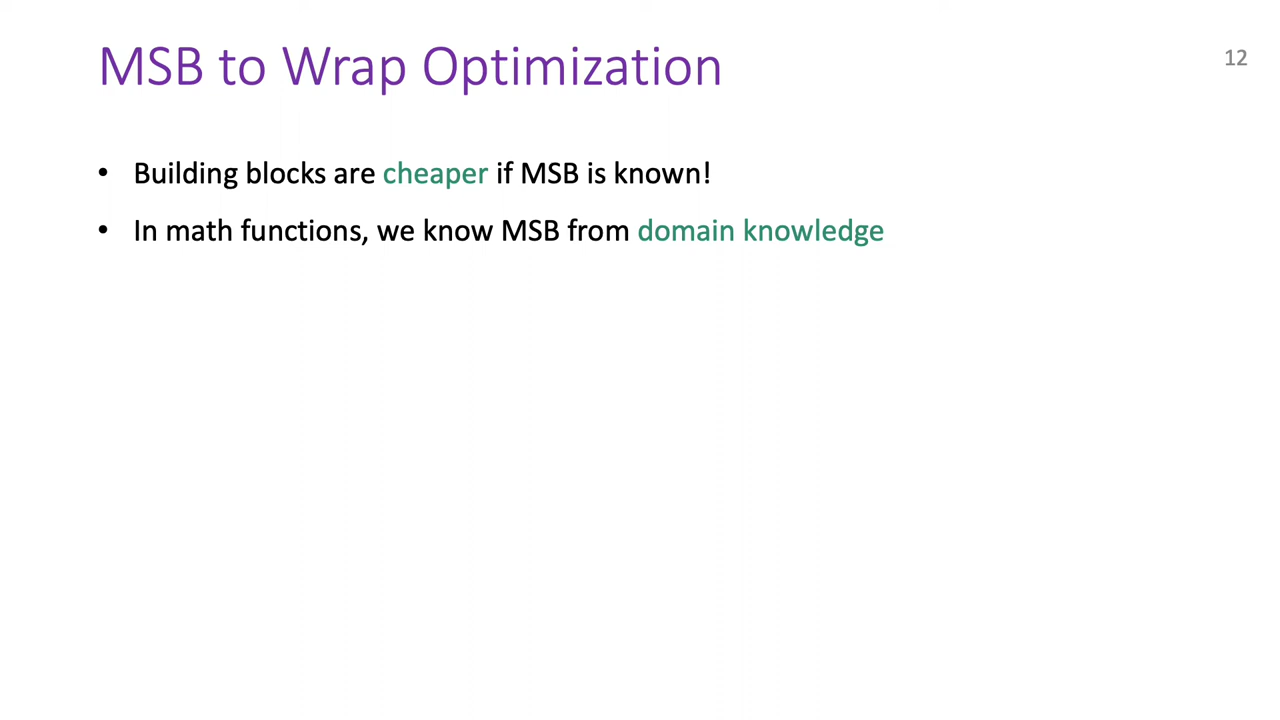 MSB to Wrap Optimization
12
• Building blocks are cheaper if MSB is known!
• In math functions, we know MSB from domain knowledge